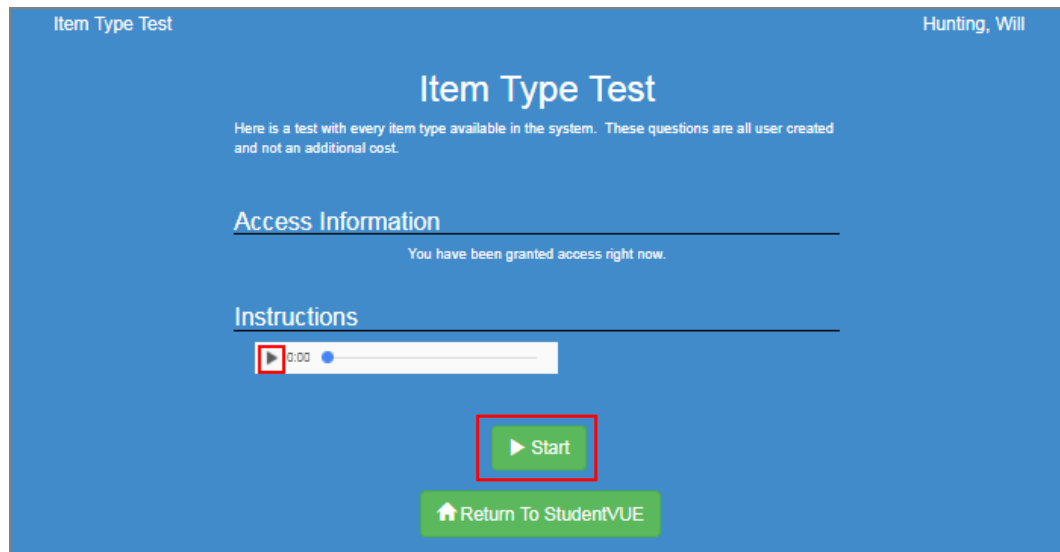 Item Type Test
Hunting, Will
Item Type Test
Here is a test with every item type available in the system.  These questions are all user created
and not an additional cost.
Access Information
You have been granted access right now.
Instructions
0:00
Start
Return To StudentVUE